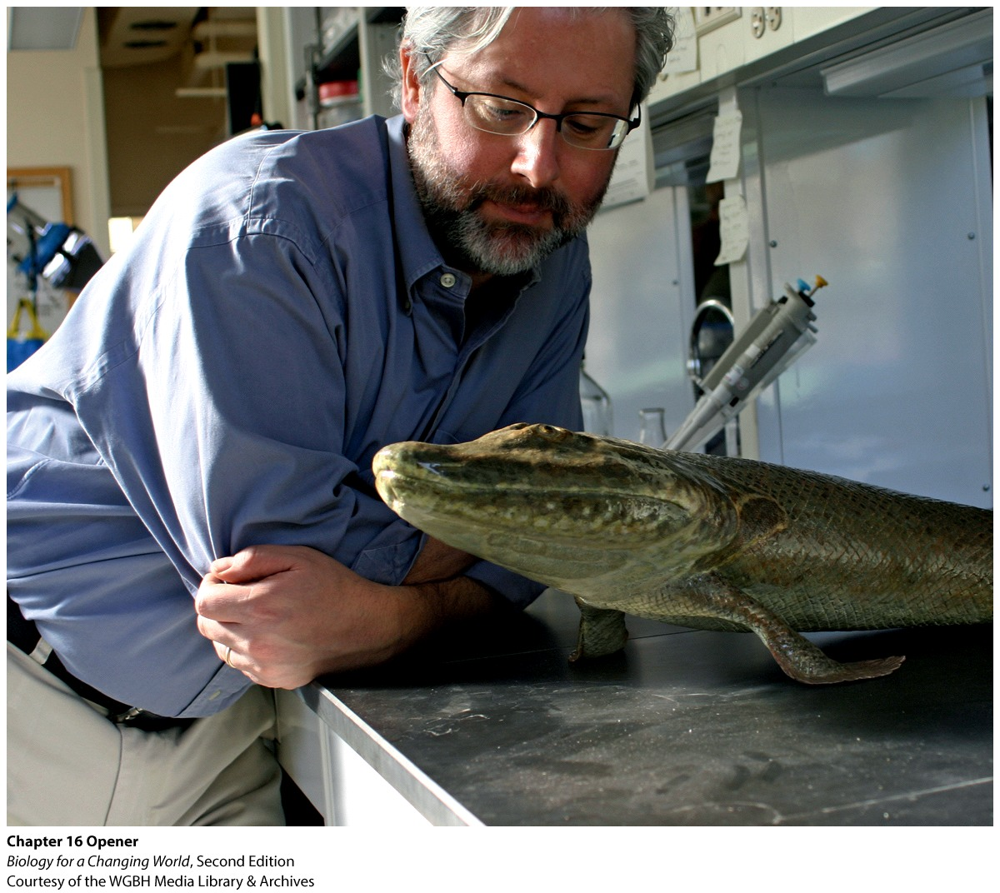 Chapter 16 Opener
Biology for a Changing World, Second Edition
Courtesy of the WGBH Media Library & Archives